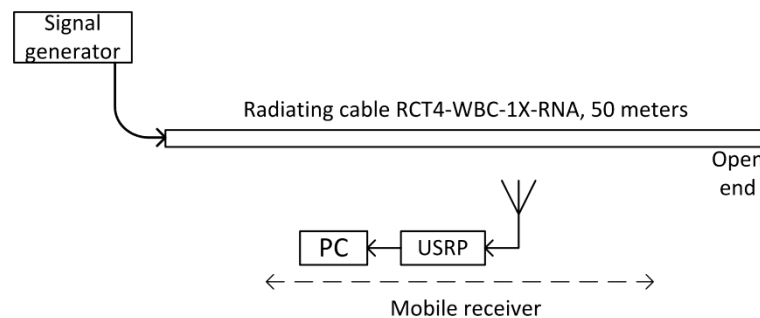 Signal
generator
Radiating cable RCT4-WBC-1X-RNA, 50 meters
Open
end
PC
USRP
Mobile receiver